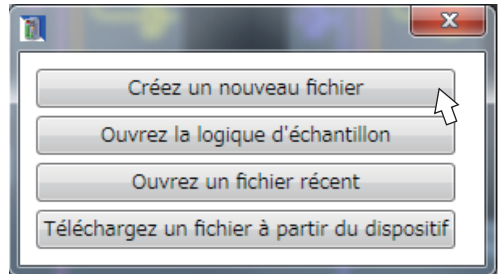 Créez un nouveau fichier
Ouvrez la logique d'échantillon
Ouvrez un fichier récent
Téléchargez un fichier à partir du dispositif